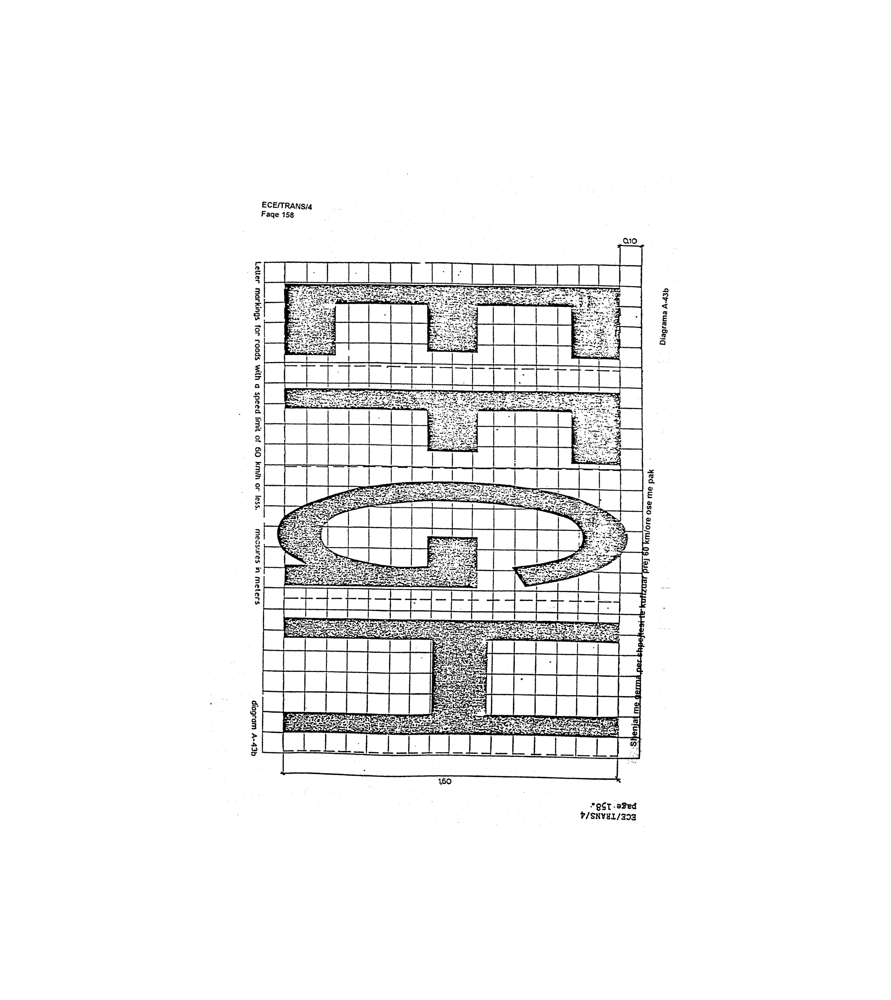 ECE/TRANS/4
Faqe 158
0,10
Diagrama A-43b
Shenjat me germa per shpejtesi te kufizuar prej 60 km/ore ose me pak
E F G H
Letter markings for roads with a speed limit of 60 km/h or less. measures in meters
diagram A-43b
1,60
ECE/TRANS/4
page 158.